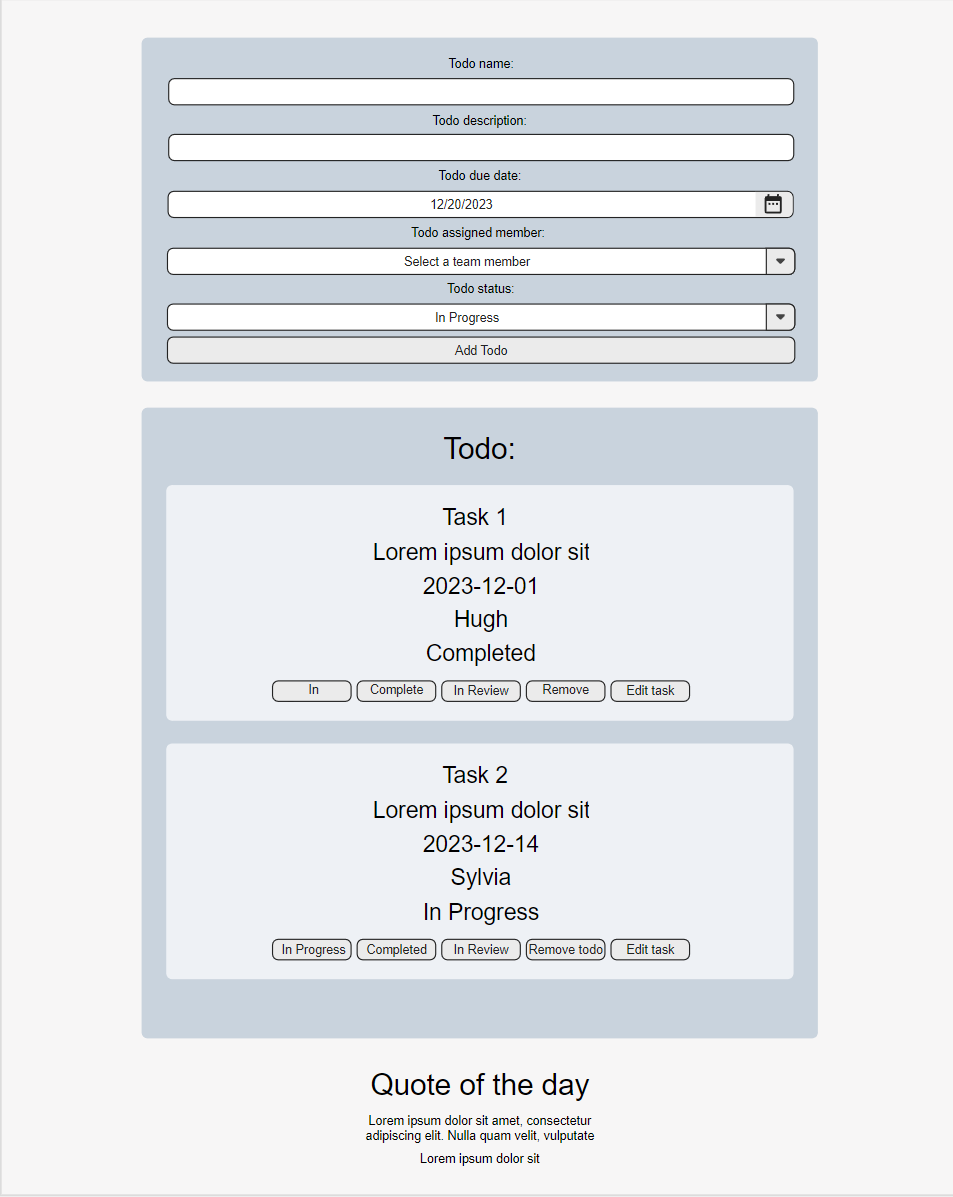 Todo name:
Todo description:
Todo due date:
12/20/2023
Todo assigned member:
Select a team member
Todo status:
In Progress
Add Todo
Todo:
Task 1
Lorem ipsum dolor sit
2023-12-01
Hugh
Completed
In Complete In Review Remove Edit task
Task 2
Lorem ipsum dolor sit
2023-12-14
Sylvia
In Progress
In Progress Completed In Review Remove todo Edit task
Quote of the day
Lorem ipsum dolor sit amet, consectetur
adipiscing elit. Nulla quam velit, vulputate
Lorem ipsum dolor sit